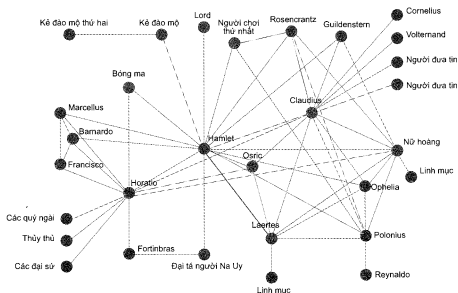 Kẻ đào mộ thứ hai
Kẻ đào mộ
Lord
Người chơi
thứ nhất
Rosencrantz
Guildenstern
Cornelius
Volternand
Người đưa tin
Người đưa tin
Bóng ma
Claudius
Marcellus
Barnardo
Hamlet
Francisco
Osric
Nữ hoàng
Linh mục
Horatio
Ophelia
Các quý ngài
Thủy thủ
Các đại sứ
Laertes
Polonius
Fortinbras
Đại tá người Na Uy
Linh mục
Reynaldo